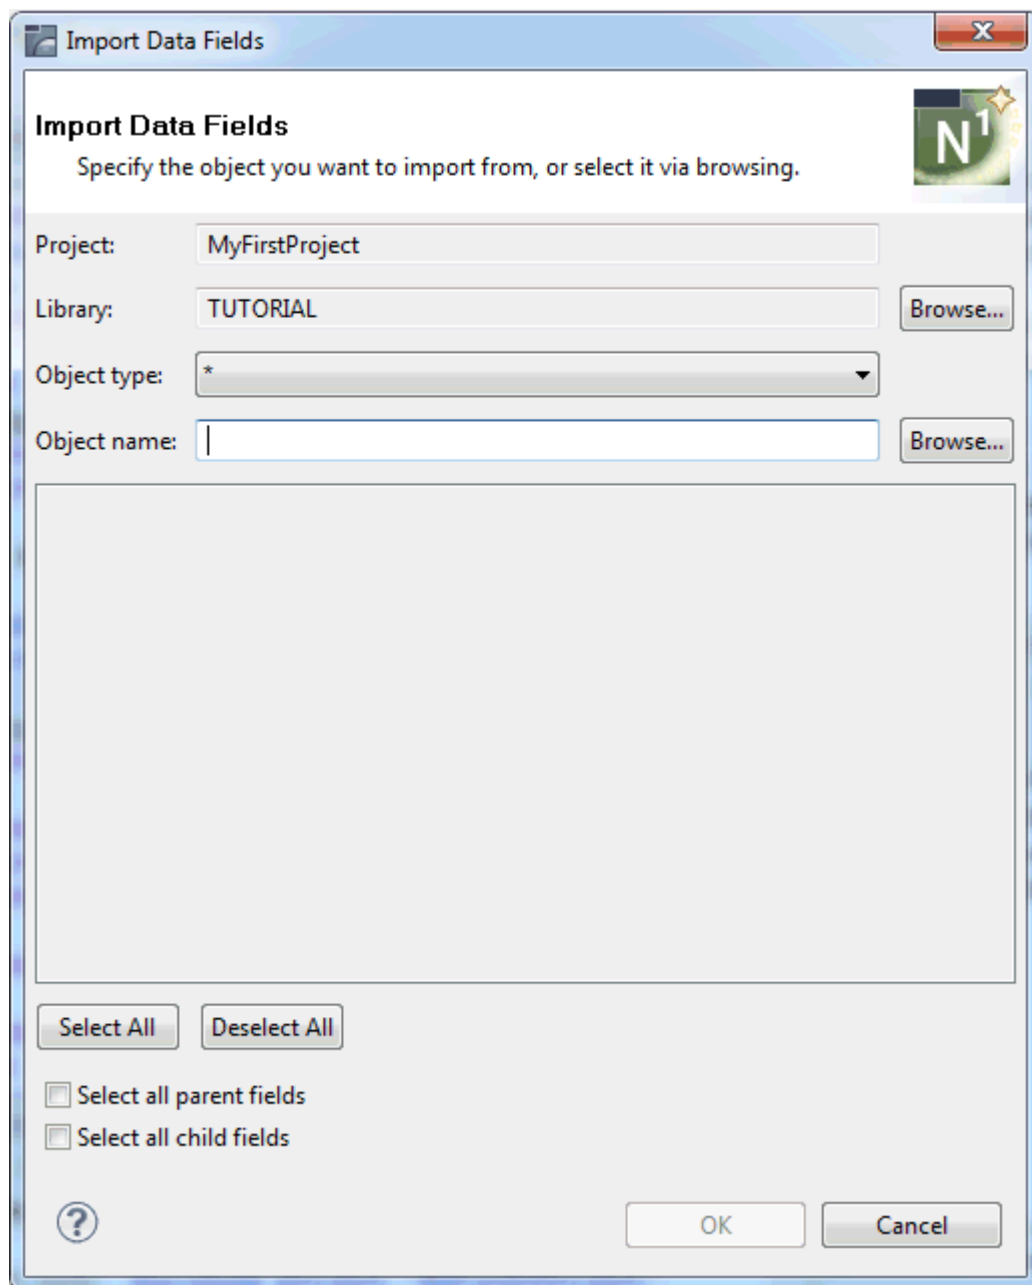 Import Data Fields
Import Data Fields
Specify the object you want to import from, or select it via browsing.
N1
Project: MyFirstProject
Library: TUTORIAL Browse...
Object type: *
Object name: Browse...
Select All Deselect All
Select all parent fields
Select all child fields
? OK Cancel